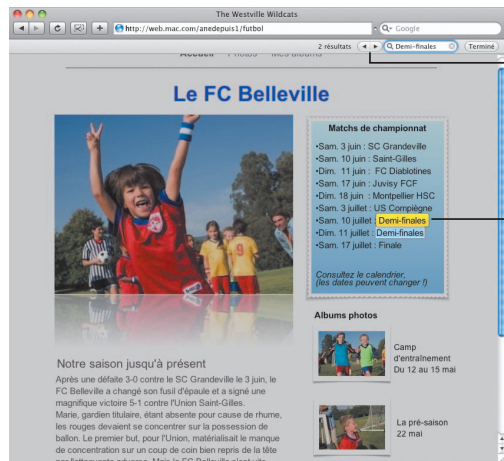 The Westville Wildcats
http://web.mac.com/anedepuis1/futbol
Google
2 résultats
Demi-finales
Terminé
Accueil Photos Mes albums
Le FC Belleville
Matchs de championnat
•Sam. 3 juin : SC Grandeville
•Sam. 10 juin : Saint-Gilles
•Dim. 11 juin : FC Diablotines
•Sam. 17 juin : Juvisy FCF
•Dim. 18 juin : Montpellier HSC
•Sam. 3 juillet : US Compiègne
•Sam. 10 juillet : Demi-finales
•Dim. 11 juillet : Demi-finales
•Sam. 17 juillet : Finale
Consultez le calendrier,
(les dates peuvent changer !)
Albums photos
Camp
d'entraînement
Du 12 au 15 mai
La pré-saison
22 mai
Notre saison jusqu'à présent
Après une défaite 3-0 contre le SC Grandeville le 3 juin, le
FC Belleville a changé son fusil d'épaule et a signé une
magnifique victoire 5-1 contre l'Union Saint-Gilles.
Marie, gardien titulaire, étant absente pour cause de rhume,
les rouges devaient se concentrer sur la possession de
ballon. Le premier but, pour l'Union, matérialisait le manque
de concentration sur un coup de coin bien repris de la tête